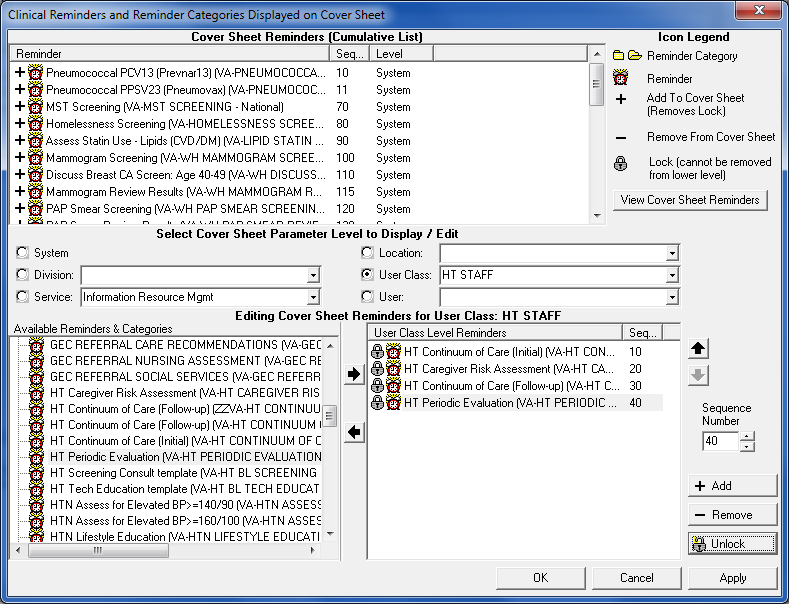 Clinical Reminders and Reminder Categories Displayed on Cover Sheet
Cover Sheet Reminders (Cumulative List)
Reminder Seq... Level
Pneumococcal PCV13 (Prevnar13) (VA-PNEUMOCOCCA... 10 System
Pneumococcal PPSV23 (Pneumovax) (VA-PNEUMOCOC... 11 System
MST Screening (VA-MST SCREENING - National) 70 System
Homelessness Screening (VA-HOMELESSNESS SCREE... 80 System
Assess Statin Use - Lipids (CVD/DM) (VA-LIPID STATIN ... 90 System
Mammogram Screening (VA-WH MAMMOGRAM SCREE... 100 System
Discuss Breast CA Screen: Age 40-49 (VA-WH DISCUSS... 110 System
Mammogram Review Results (VA-WH MAMMOGRAM R... 115 System
PAP Smear Screening (VA-WH PAP SMEAR SCREENIN... 120 System
Icon Legend
Reminder Category
Reminder
Add To Cover Sheet
(Removes Lock)
Remove From Cover Sheet
Lock (cannot be removed
from lower level)
View Cover Sheet Reminders
Select Cover Sheet Parameter Level to Display / Edit
System
Division:
Service: Information Resource Mgmt
Location:
User Class: HT STAFF
User:
Editing Cover Sheet Reminders for User Class: HT STAFF
Available Reminders & Categories
GEC REFERRAL CARE RECOMMENDATIONS (VA-GEC
GEC REFERRAL NURSING ASSESSMENT (VA-GEC R
GEC REFERRAL SOCIAL SERVICES (VA-GEC REFERR
HT Caregiver Risk Assessment (VA-HT CAREGIVER RIS
HT Continuum of Care (Follow-up) (ZZVA-HT CONTINUU
HT Continuum of Care (Follow-up) (VA-HT CONTINUUM
HT Continuum of Care (Initial) (VA-HT CONTINUUM OF C
HT Periodic Evaluation (VA-HT PERIODIC EVALUATION
HT Screening Consult template (VA-HT BL SCREENING
HT Tech Education template (VA-HT BL TECH EDUCAT
HTN Assess for Elevated BP>=140/90 (VA-HTN ASSES
HTN Assess for Elevated BP>=160/100 (VA-HTN ASSES
HTN Lifestyle Education (VA-HTN LIFESTYLE EDUCATI
User Class Level Reminders Seq...
HT Continuum of Care (Initial) (VA-HT CON... 10
HT Caregiver Risk Assessment (VA-HT CA... 20
HT Continuum of Care (Follow-up) (VA-HT C... 30
HT Periodic Evaluation (VA-HT PERIODIC ... 40
Sequence
Number
40
Add
Remove
Unlock
OK Cancel Apply